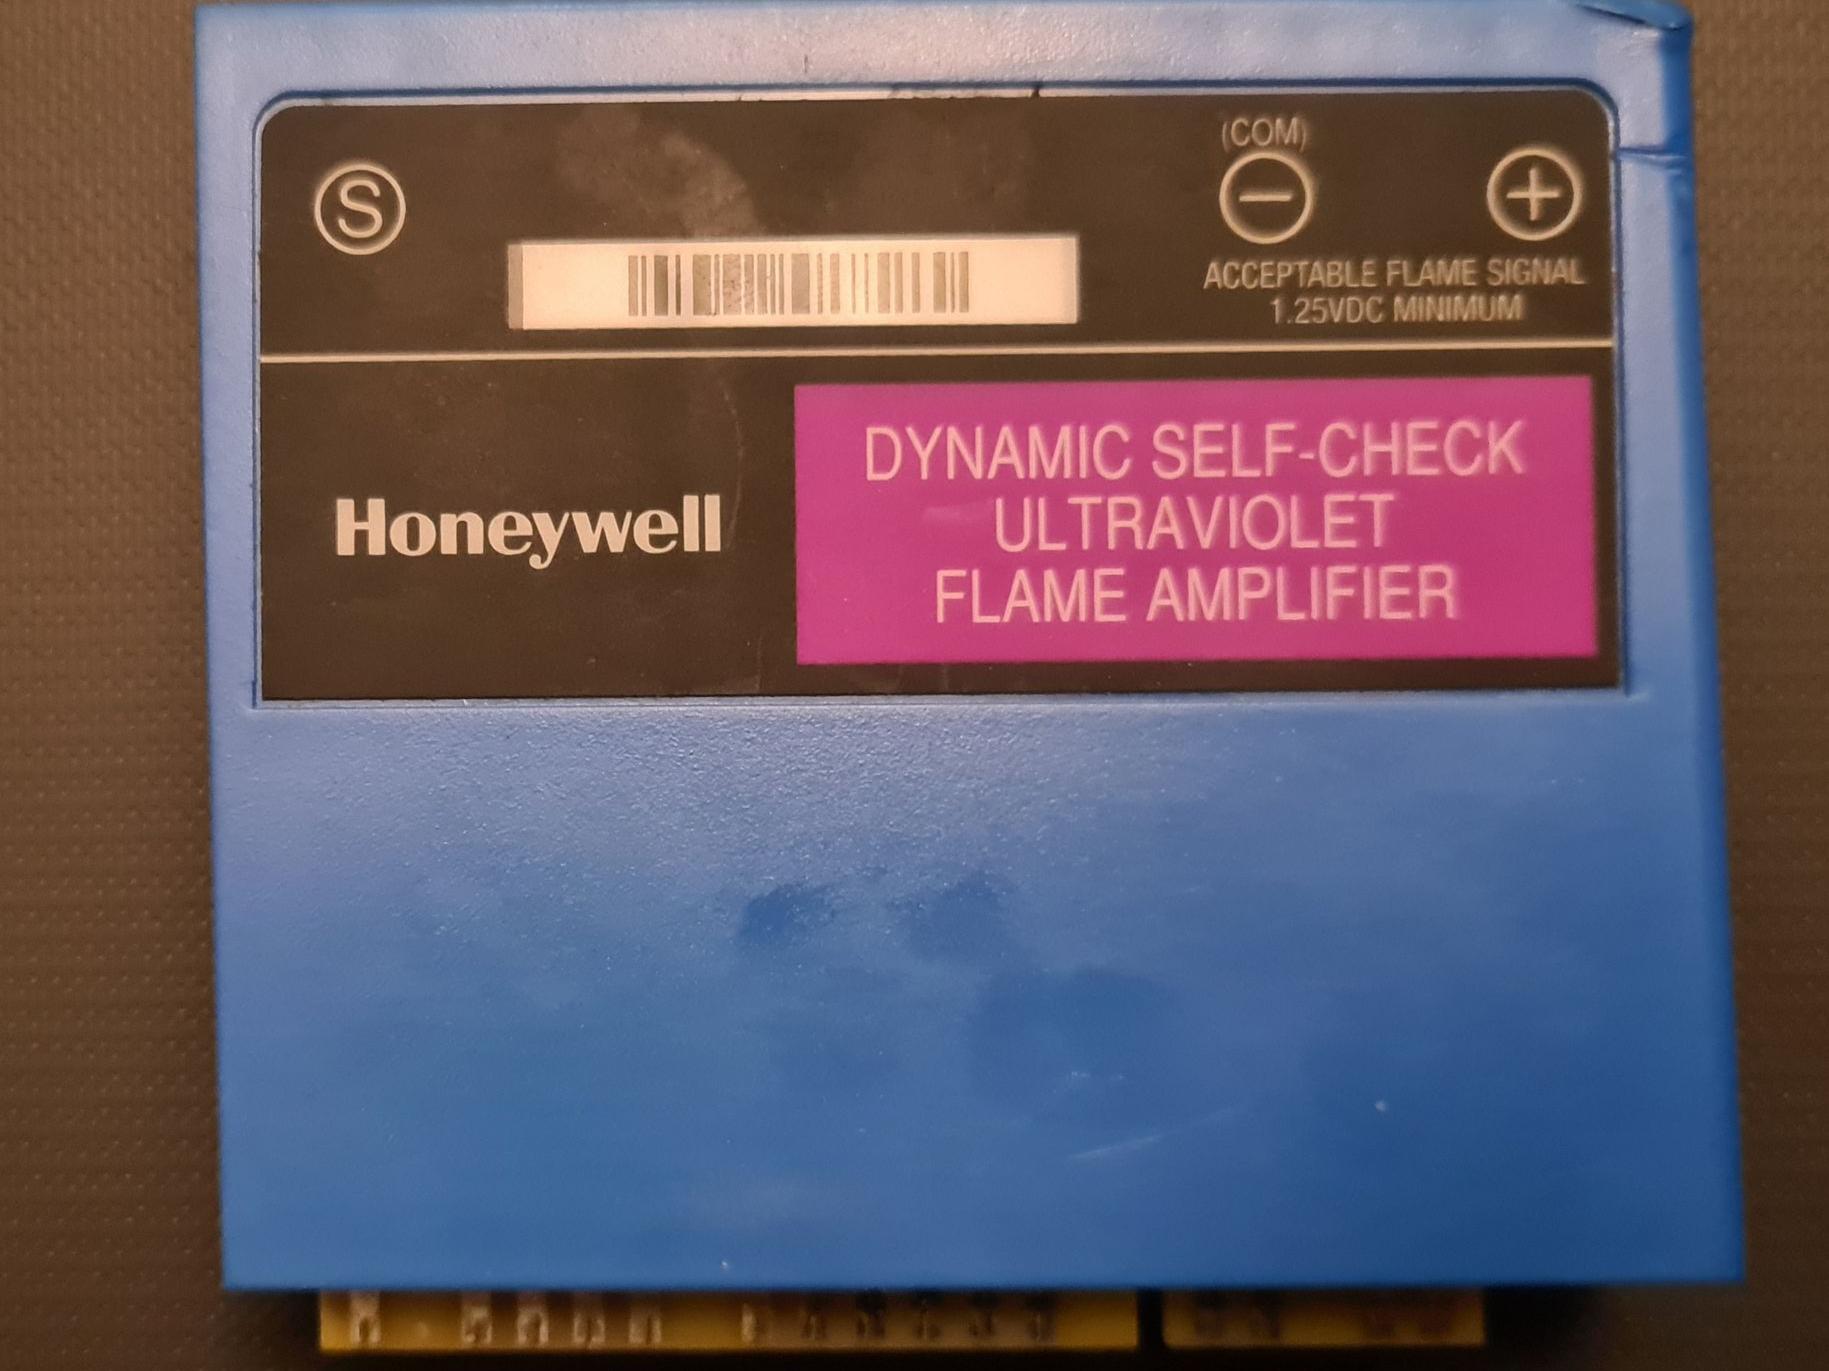 (COM)
S
−
+
ACCEPTABLE FLAME SIGNAL
1.25VDC MINIMUM
Honeywell
DYNAMIC SELF-CHECK
ULTRAVIOLET
FLAME AMPLIFIER